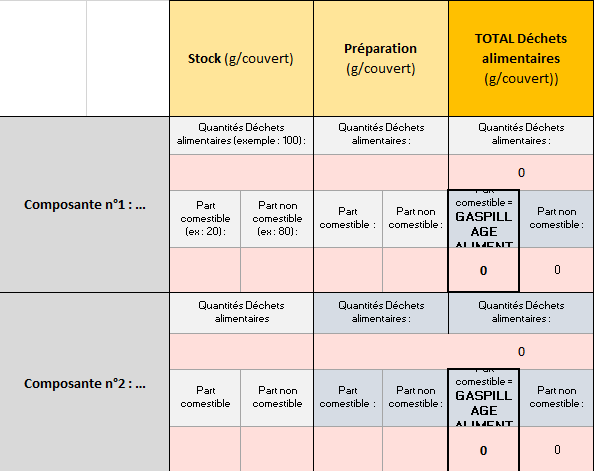 Stock (g/couvert)
Préparation
(g/couvert)
TOTAL Déchets
alimentaires
(g/couvert))
Composante n°1 : ...
Quantités Déchets
alimentaires (exemple : 100) :
Quantités Déchets
alimentaires :
Quantités Déchets
alimentaires :
0
Part
comestible
(ex : 20) :
Part non
comestible
(ex : 80) :
Part
comestible :
Part non
comestible :
Part
comestible =
GASPILL
AGE
ALIMENT
Part non
comestible :
0
0
Composante n°2 : ...
Quantités Déchets
alimentaires
Quantités Déchets
alimentaires :
Quantités Déchets
alimentaires :
0
Part
comestible
Part non
comestible
Part
comestible :
Part non
comestible :
Part
comestible =
GASPILL
AGE
ALIMENT
Part non
comestible :
0
0